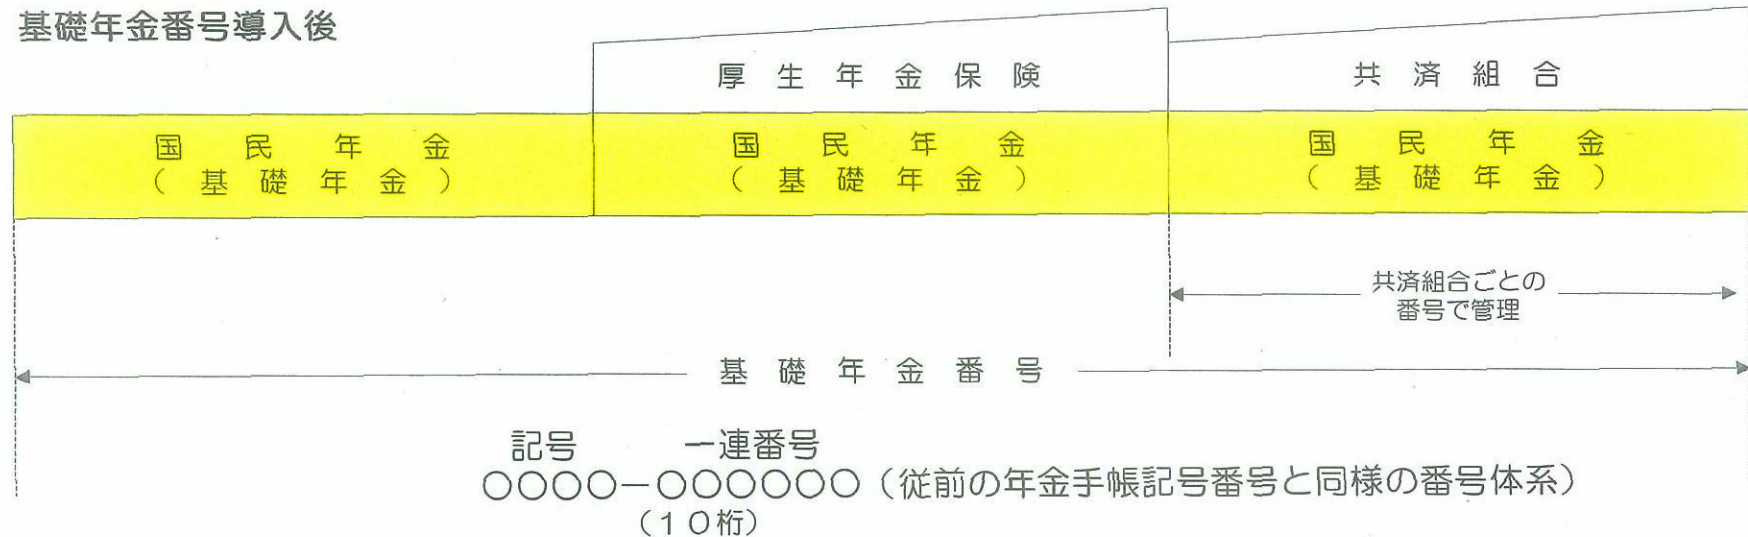 基礎年金番号導入後
厚生年金保険
共済組合
国民年金
（基礎年金）
国民年金
（基礎年金）
国民年金
（基礎年金）
共済組合ごとの
番号で管理
基礎年金番号
記号 一連番号
○○○○－○○○○○○（従前の年金手帳記号番号と同様の番号体系）
（１０桁）